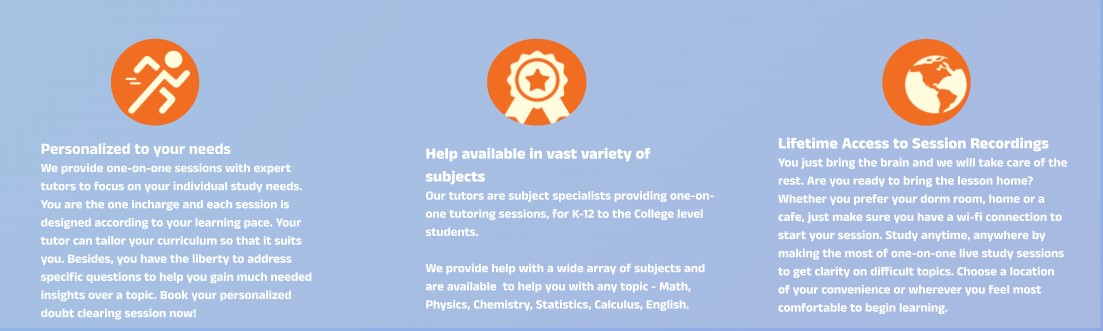 Personalized to your needs
We provide one-on-one sessions with expert
tutors to focus on your individual study needs.
You are the one incharge and each session is
designed according to your learning pace. Your
tutor can tailor your curriculum so that it suits
you. Besides, you have the liberty to address
specific questions to help you gain much needed
insights over a topic. Book your personalized
doubt clearing session now!
Help available in vast variety of
subjects
Our tutors are subject specialists providing one-on-
one tutoring sessions, for K-12 to the College level
students.
We provide help with a wide array of subjects and
are available to help you with any topic - Math,
Physics, Chemistry, Statistics, Calculus, English.
Lifetime Access to Session Recordings
You just bring the brain and we will take care of the
rest. Are you ready to bring the lesson home?
Whether you prefer your dorm room, home or a
cafe, just make sure you have a wi-fi connection to
start your session. Study anytime, anywhere by
making the most of one-on-one live study sessions
to get clarity on difficult topics. Choose a location
of your convenience or wherever you feel most
comfortable to begin learning.